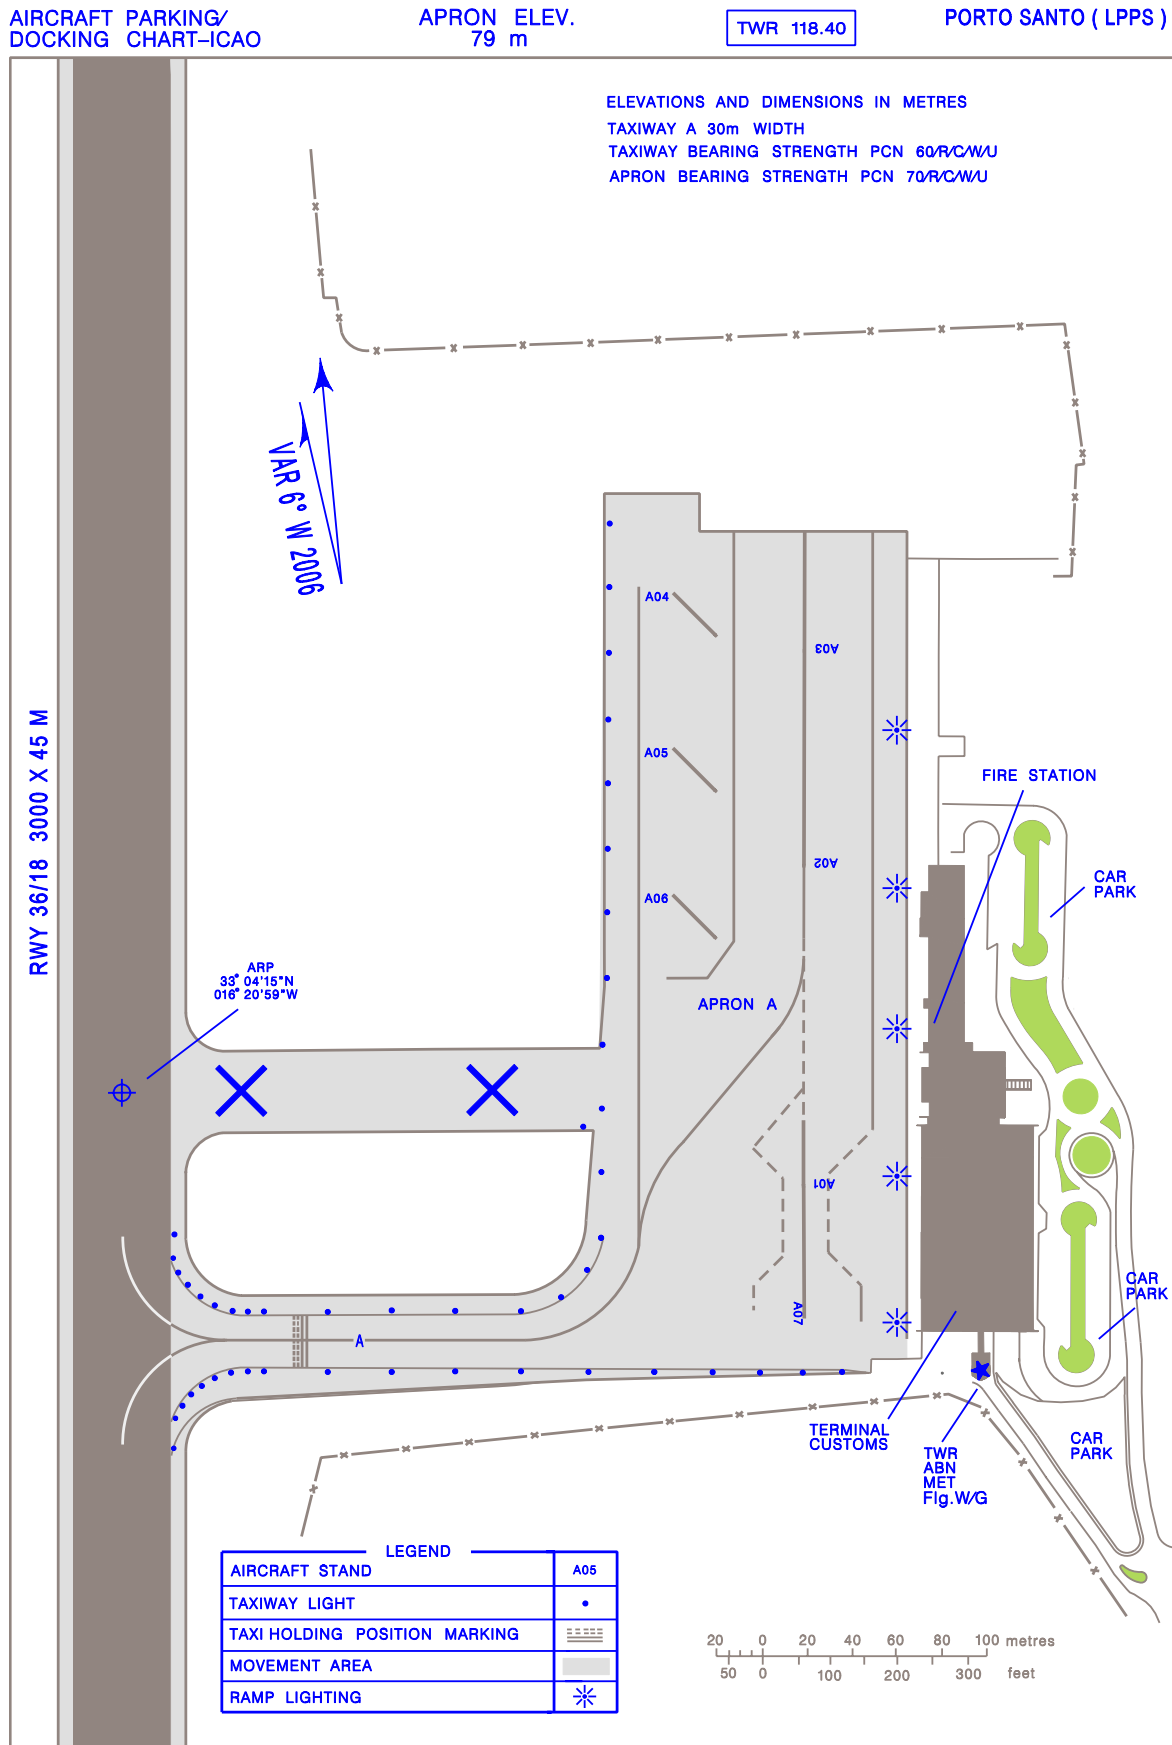 AIRCRAFT PARKING/
DOCKING CHART-ICAO
APRON ELEV.
79 m
TWR 118.40
PORTO SANTO ( LPPS )
ELEVATIONS AND DIMENSIONS IN METRES
TAXIWAY A 30m WIDTH
TAXIWAY BEARING STRENGTH PCN 60/R/C/W/U
APRON BEARING STRENGTH PCN 70/R/C/W/U
VAR 6° W 2006
A04
A03
RWY 36/18 3000 X 45 M
A05
FIRE STATION
A02
CAR
PARK
A06
ARP
33° 04'15"N
016° 20'59"W
APRON A
A01
CAR
PARK
A07
A
TERMINAL
CUSTOMS
TWR
ABN
MET
Flg.W/G
CAR
PARK
LEGEND
AIRCRAFT STAND A05
TAXIWAY LIGHT
TAXI HOLDING POSITION MARKING
MOVEMENT AREA
RAMP LIGHTING
20 0 20 40 60 80 100 metres
50 0 100 200 300 feet